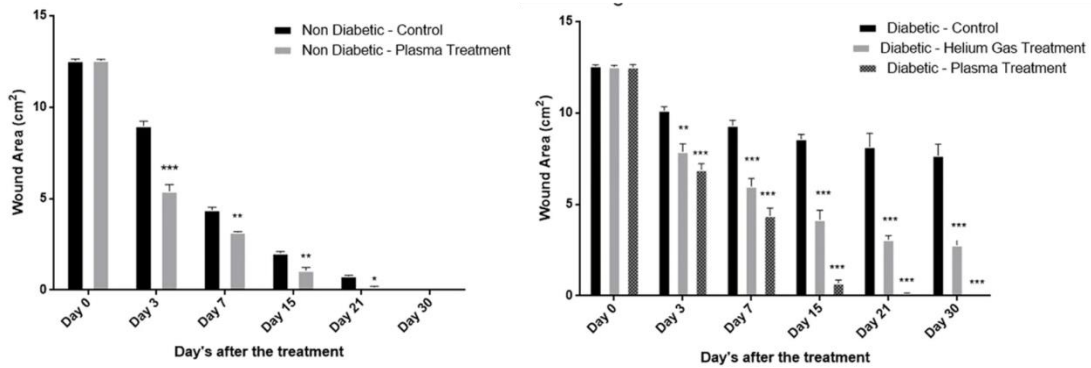 15
10
5
0
Wound Area (cm²)
Non Diabetic - Control
Non Diabetic - Plasma Treatment
***
**
**
*
Day 0
Day 3
Day 7
Day 15
Day 21
Day 30
Day's after the treatment
15
10
5
0
Wound Area (cm²)
Diabetic - Control
Diabetic - Helium Gas Treatment
Diabetic - Plasma Treatment
**
***
***
***
***
***
***
***
***
***
Day 0
Day 3
Day 7
Day 15
Day 21
Day 30
Day's after the treatment